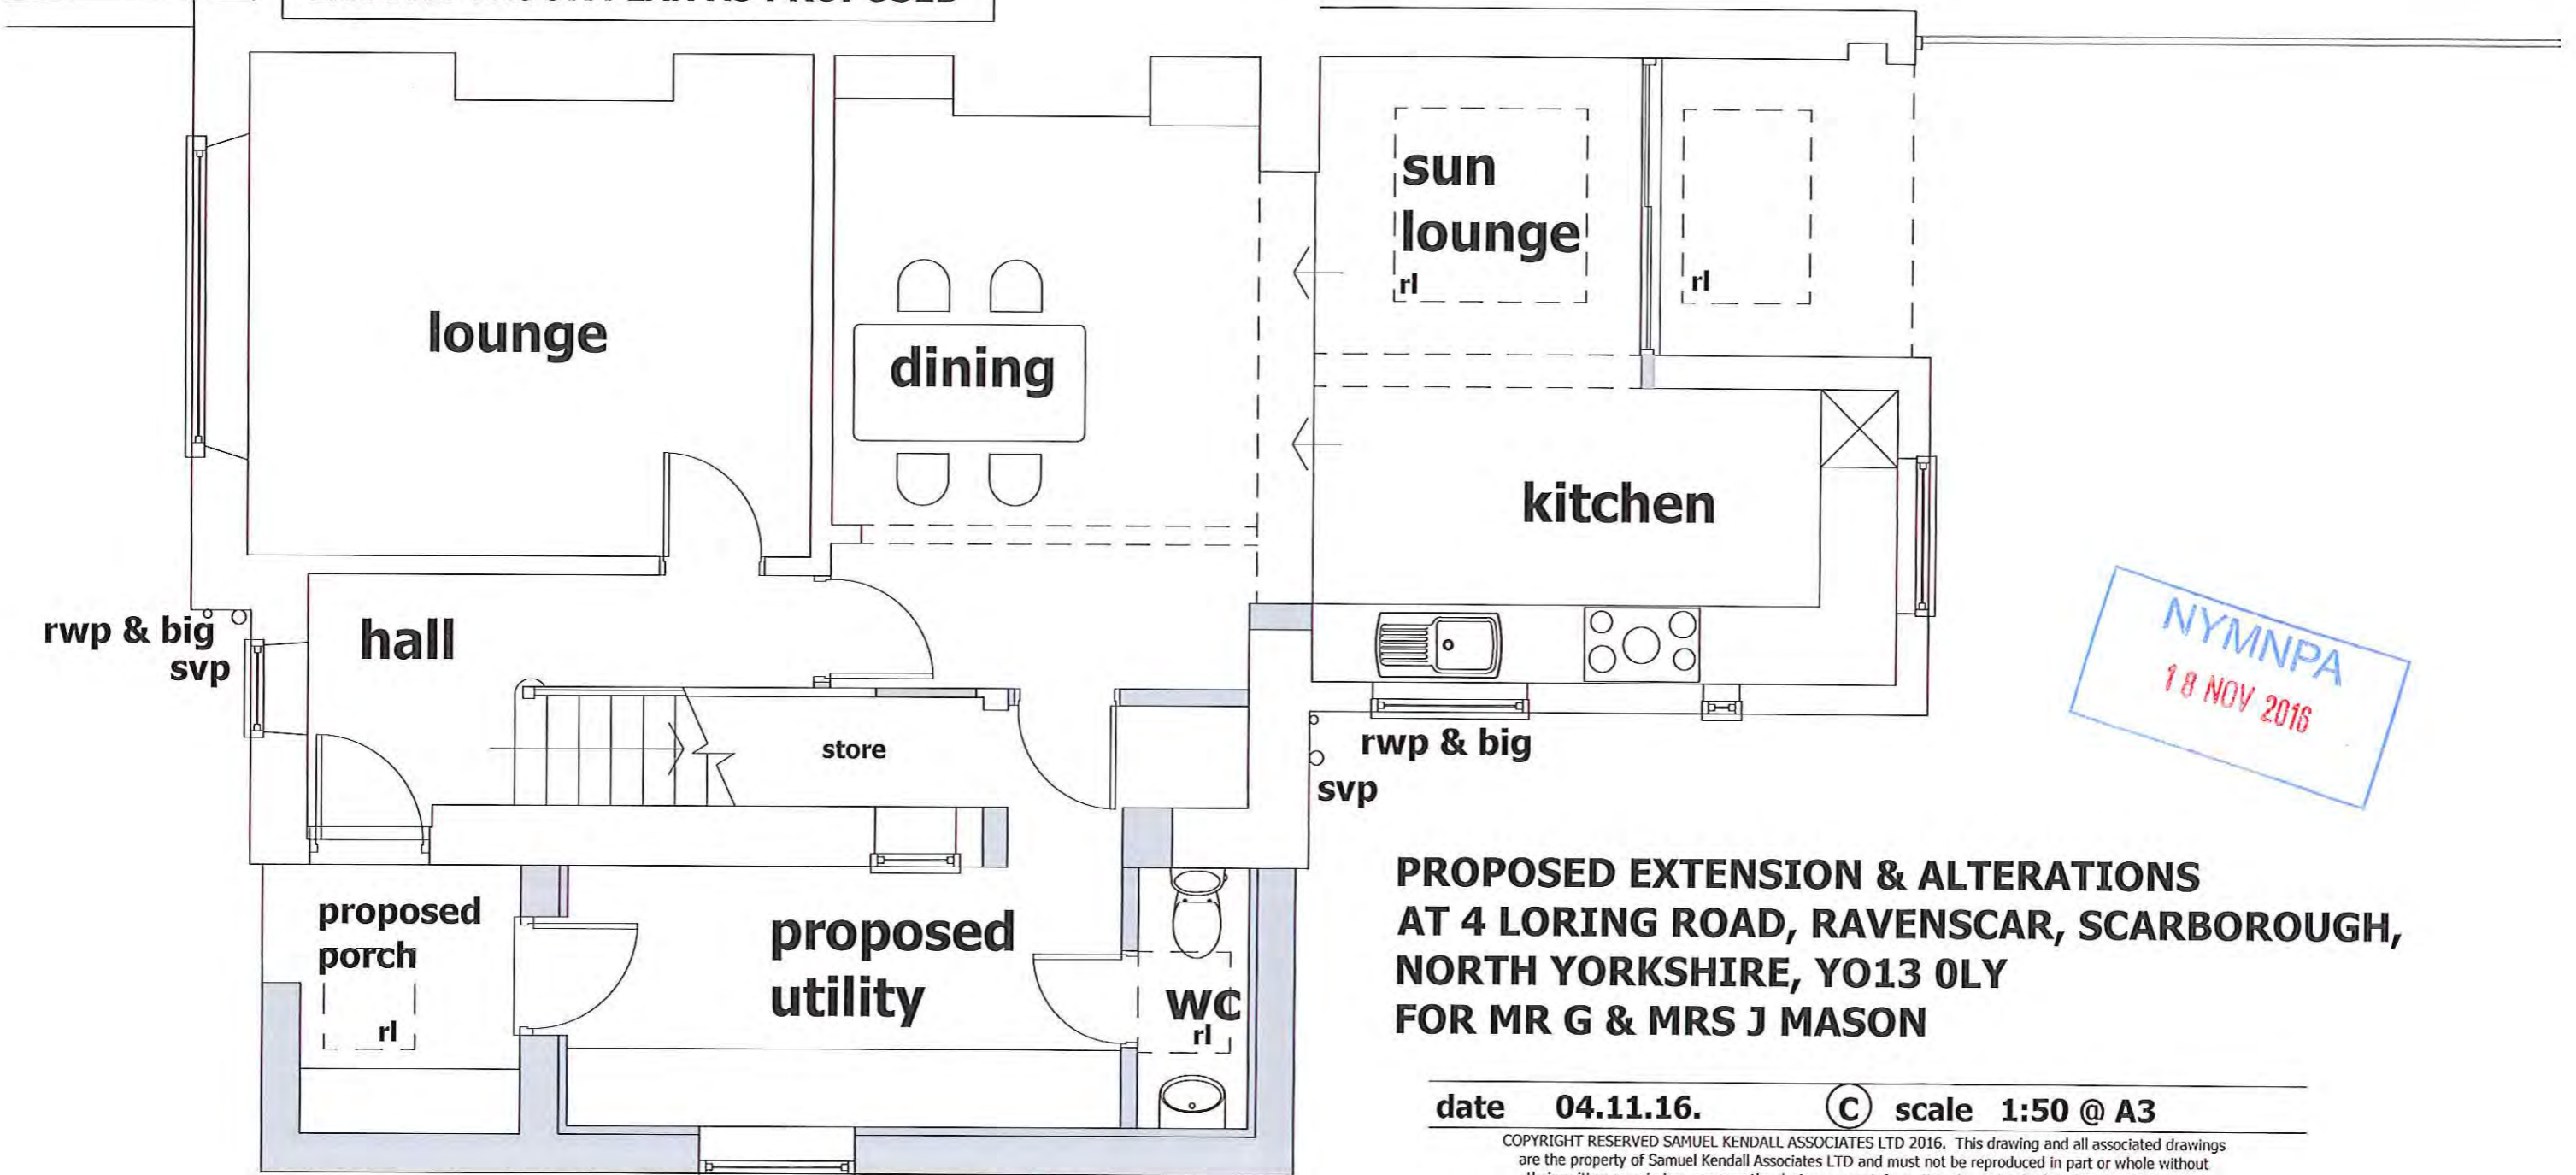 sun
lounge
rl
rl
lounge
dining
kitchen
hall
rwp & big
svp
store
rwp & big
svp
NYMNPA
18 NOV 2016
proposed
porch
rl
proposed
utility
WC
rl
PROPOSED EXTENSION & ALTERATIONS
AT 4 LORING ROAD, RAVENSCAR, SCARBOROUGH,
NORTH YORKSHIRE, YO13 0LY
FOR MR G & MRS J MASON
date 04.11.16. C scale 1:50 @ A3
COPYRIGHT RESERVED SAMUEL KENDALL ASSOCIATES LTD 2016. This drawing and all associated drawings
are the property of Samuel Kendall Associates LTD and must not be reproduced in part or whole without